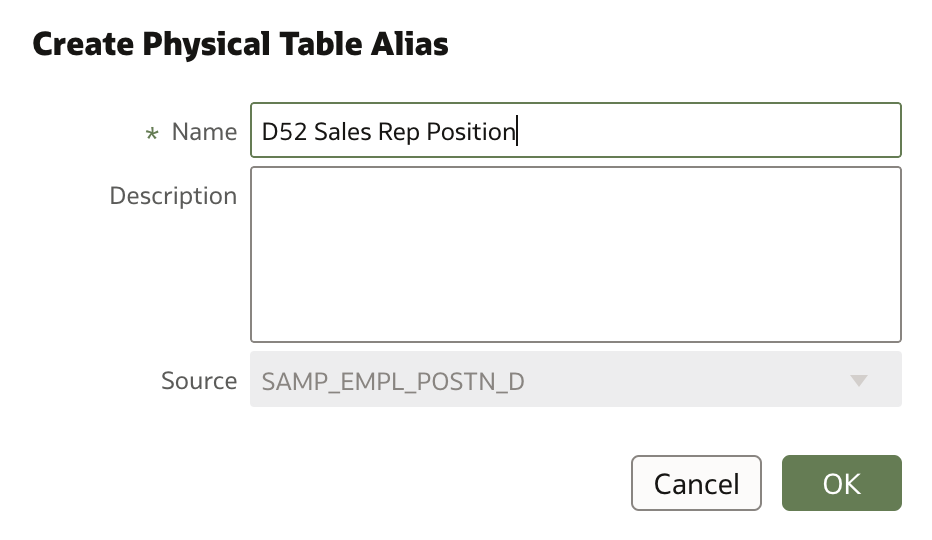 Create Physical Table Alias
* Name D52 Sales Rep Position
Description
Source SAMP_EMPL_POSTN_D
Cancel OK